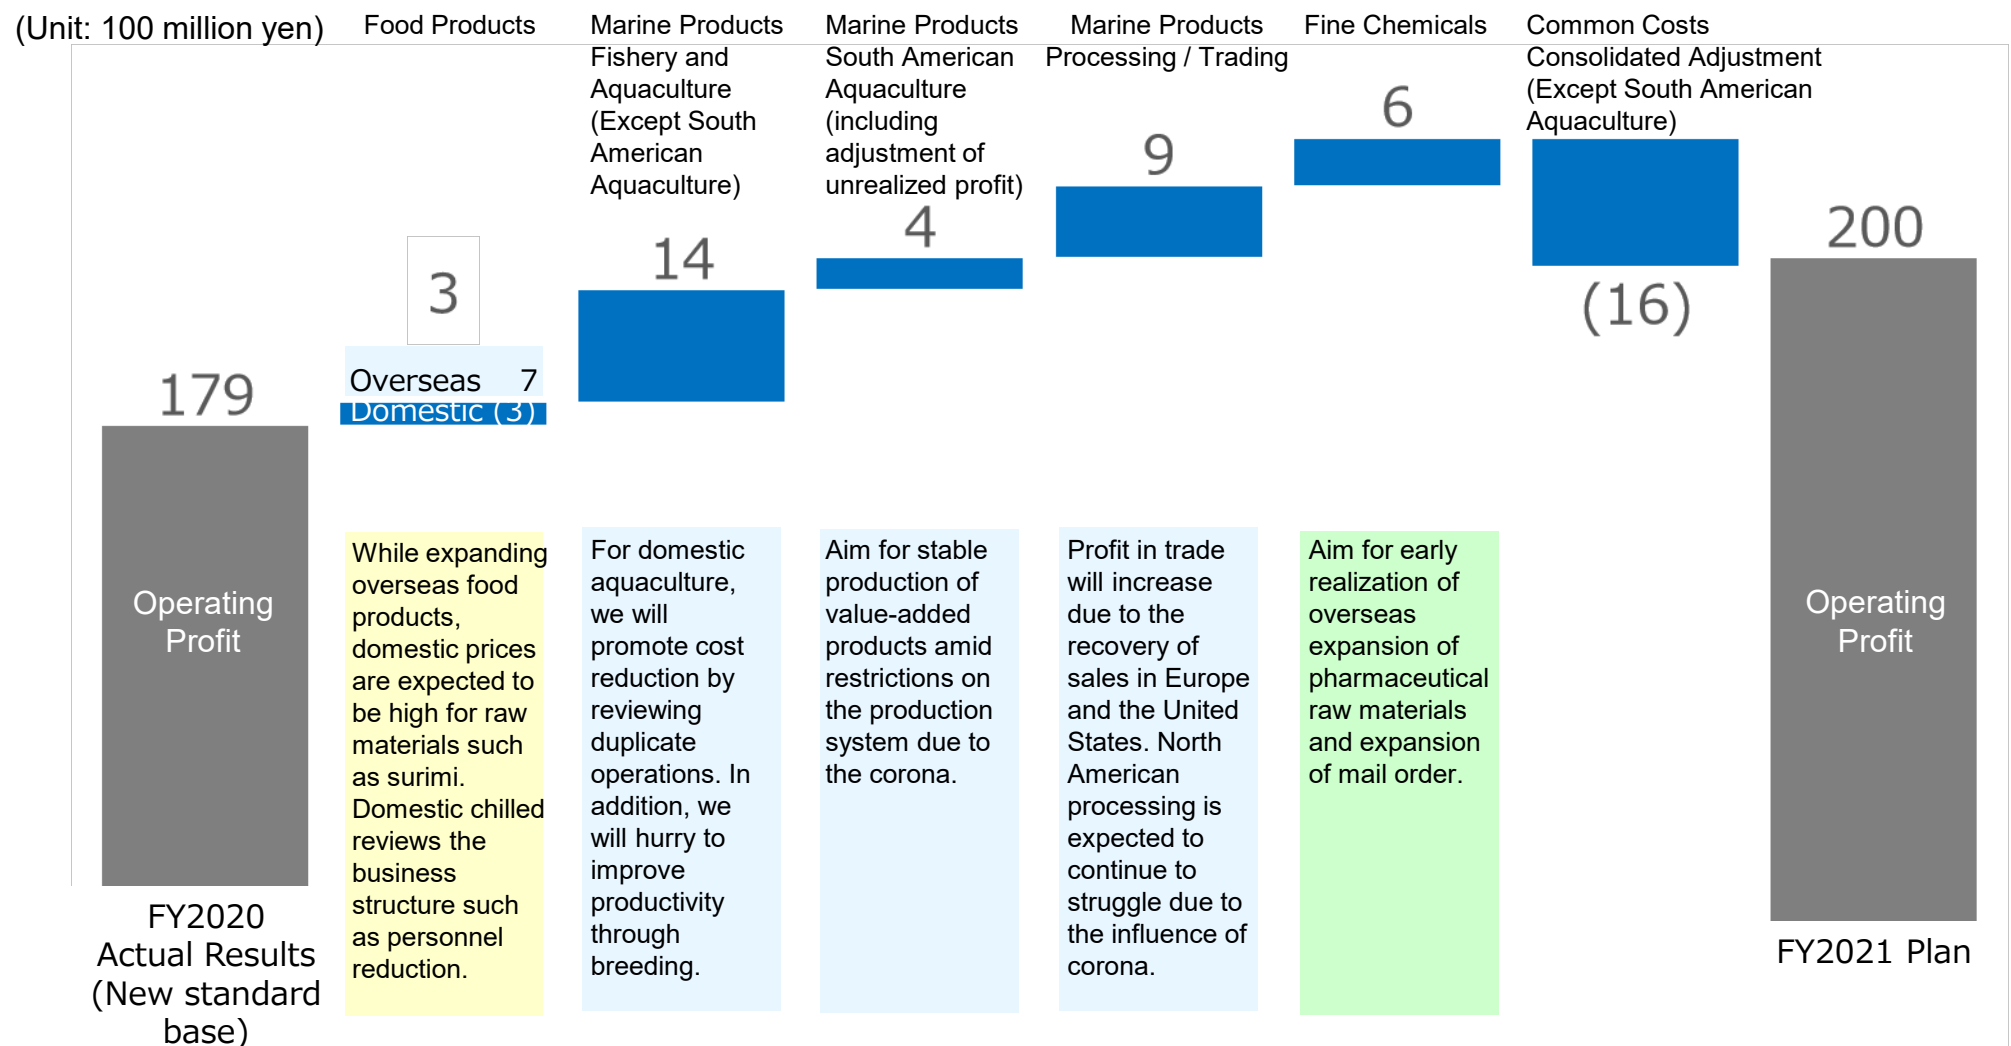 (Unit: 100 million yen)
Food Products
Marine Products
Fishery and
Aquaculture
(Except South
American
Aquaculture)
Marine Products
South American
Aquaculture
(including
adjustment of
unrealized profit)
Marine Products
Processing / Trading
Fine Chemicals
Common Costs
Consolidated Adjustment
(Except South American
Aquaculture)
179
3
Overseas 7
Domestic (3)
14
4
9
6
(16)
200
Operating
Profit
While expanding
overseas food
products,
domestic prices
are expected to
be high for raw
materials such
as surimi.
Domestic chilled
reviews the
business
structure such
as personnel
reduction.
For domestic
aquaculture,
we will
promote cost
reduction by
reviewing
duplicate
operations. In
addition, we
will hurry to
improve
productivity
through
breeding.
Aim for stable
production of
value-added
products amid
restrictions on
the production
system due to
the corona.
Profit in trade
will increase
due to the
recovery of
sales in Europe
and the United
States. North
American
processing is
expected to
continue to
struggle due to
the influence of
corona.
Aim for early
realization of
overseas
expansion of
pharmaceutical
raw materials
and expansion
of mail order.
Operating
Profit
FY2020
Actual Results
(New standard
base)
FY2021 Plan